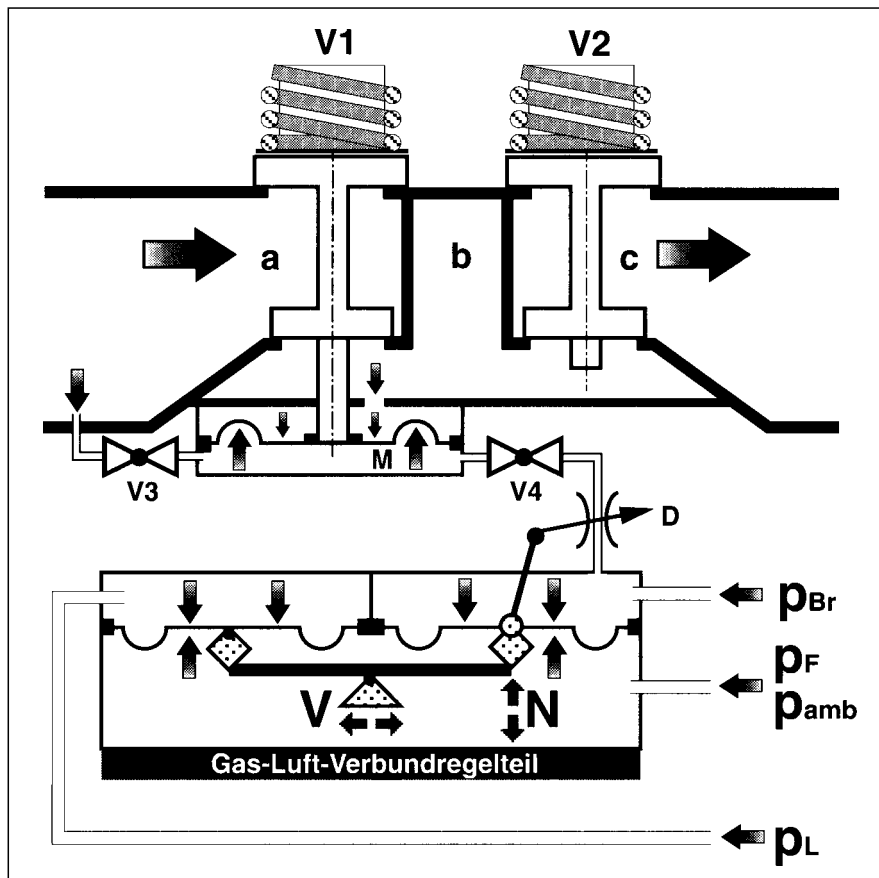 V1 V2
a b c
M
V3 V4
D
pBr
pF
V N pamb
Gas-Luft-Verbundregelteil
pL